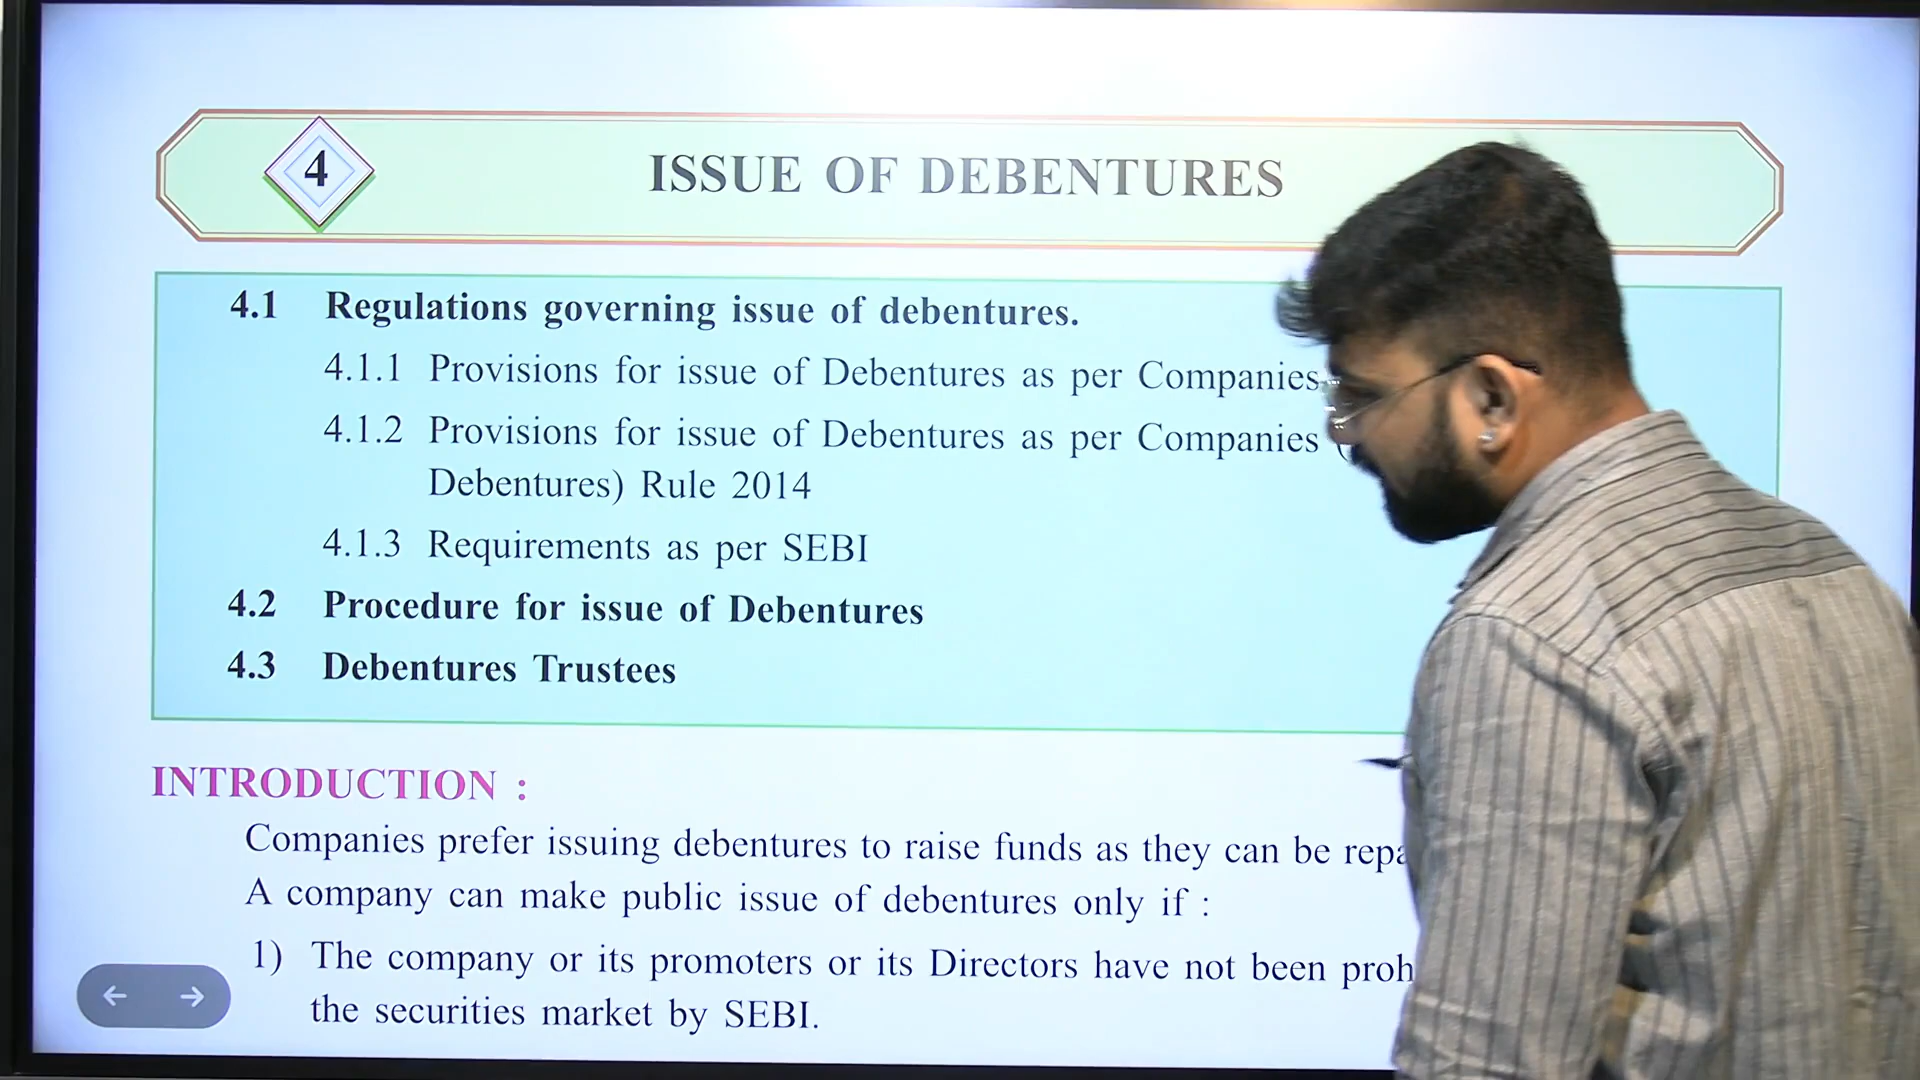 4
ISSUE OF DEBENTURES
4.1 Regulations governing issue of debentures.
4.1.1 Provisions for issue of Debentures as per Companies
4.1.2 Provisions for issue of Debentures as per Companies (
Debentures) Rule 2014
4.1.3 Requirements as per SEBI
4.2 Procedure for issue of Debentures
4.3 Debentures Trustees
INTRODUCTION :
Companies prefer issuing debentures to raise funds as they can be
A company can make public issue of debentures only if :
1) The company or its promoters or its Directors have not been
the securities market by SEBI.